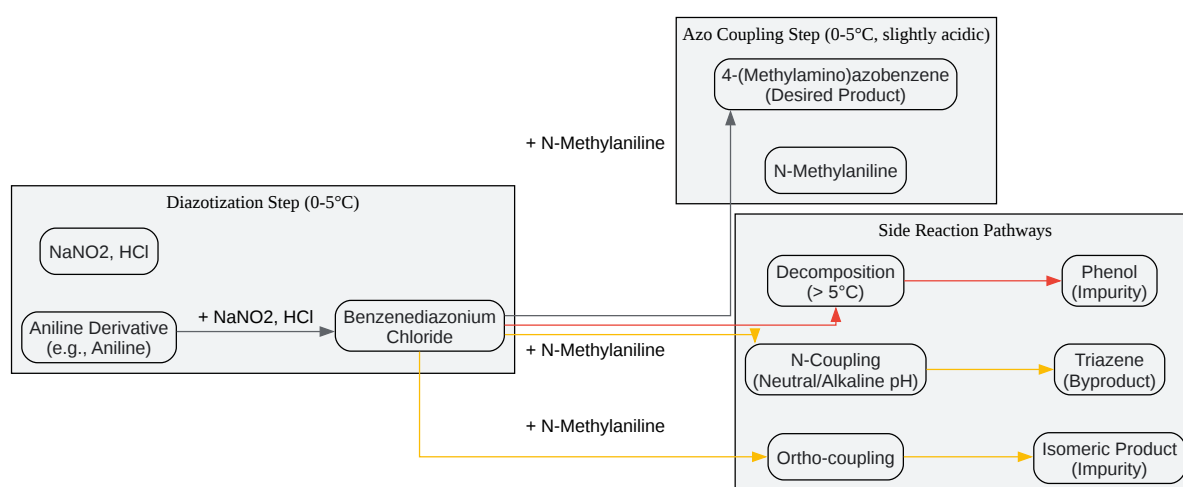 Azo Coupling Step (0-5°C, slightly acidic)
4-(Methylamino)azobenzene
(Desired Product)
+ N-Methylaniline
N-Methylaniline
Diazotization Step (0-5°C)
NaNO2, HCl
Aniline Derivative
(e.g., Aniline)
+ NaNO2, HCl
Benzenediazonium
Chloride
+ N-Methylaniline
+ N-Methylaniline
Side Reaction Pathways
Decomposition
(> 5°C)
Phenol
(Impurity)
N-Coupling
(Neutral/Alkaline pH)
Triazene
(Byproduct)
Ortho-coupling
Isomeric Product
(Impurity)